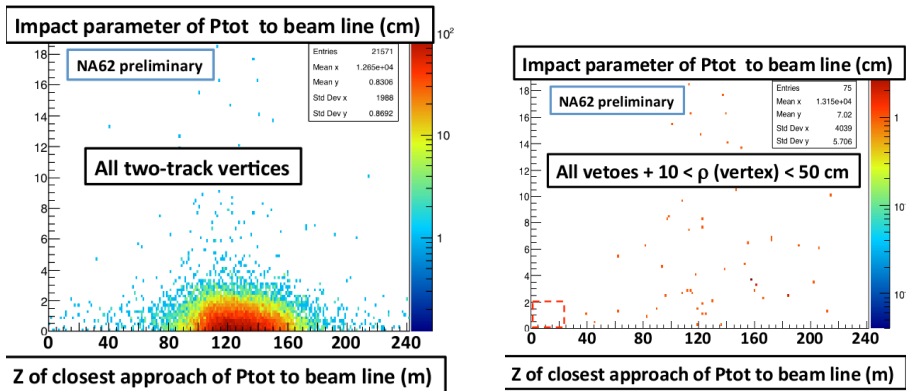 Impact parameter of Ptot to beam line (cm)
NA62 preliminary
Entries 21571
Mean x 1.265e+04
Mean y 0.8306
Std Dev x 1988
Std Dev y 0.8692
All two-track vertices
18
16
14
12
10
8
6
4
2
0
0 40 80 120 160 200 240
10²
10
1
Z of closest approach of Ptot to beam line (m)
Impact parameter of Ptot to beam line (cm)
NA62 preliminary
Entries 75
Mean x 1.315e+04
Mean y 7.02
Std Dev x 4039
Std Dev y 5.706
All vetoes + 10 < ρ (vertex) < 50 cm
18
16
14
12
10
8
6
4
2
0
0 40 80 120 160 200 240
1
10
10
Z of closest approach of Ptot to beam line (m)